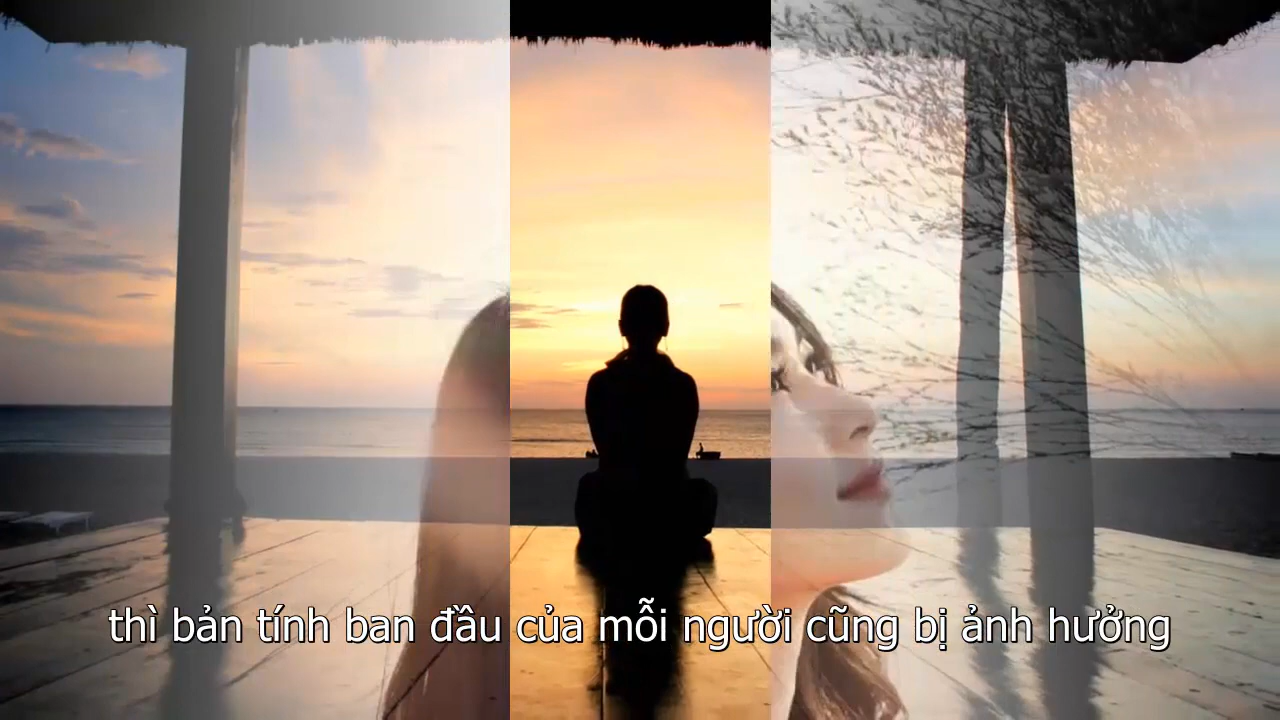 thì bản tính ban đầu của mỗi người cũng bị ảnh hưởng